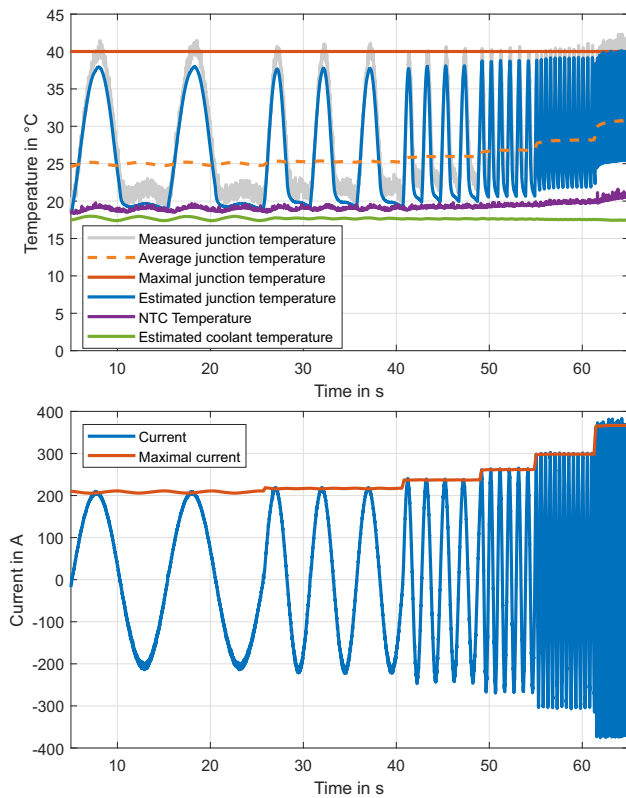 45
40
35
30
25
20
15
10
5
0
Temperature in °C
Measured junction temperature
Average junction temperature
Maximal junction temperature
Estimated junction temperature
NTC Temperature
Estimated coolant temperature
10 20 30 40 50 60
Time in s
400
300
200
100
0
-100
-200
-300
-400
Current in A
Current
Maximal current
10 20 30 40 50 60
Time in s